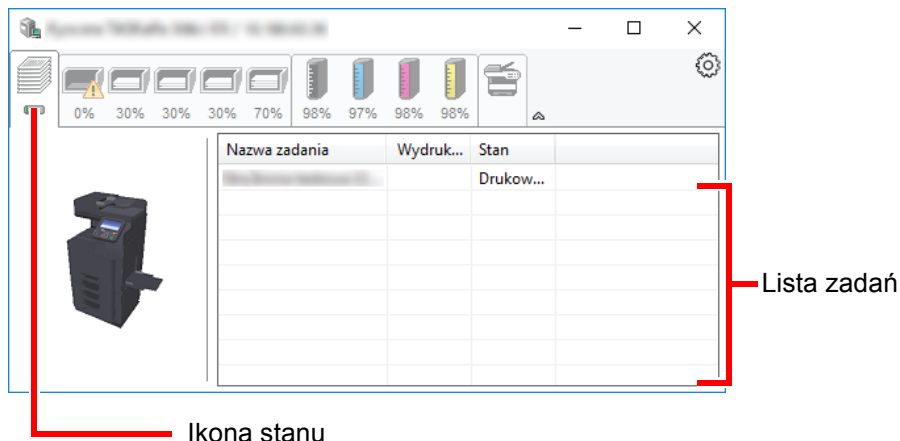 0% 30% 30% 30% 70% 98% 97% 98% 98%
Nazwa zadania Wydruk... Stan
Drukow...
Lista zadań
Ikona stanu